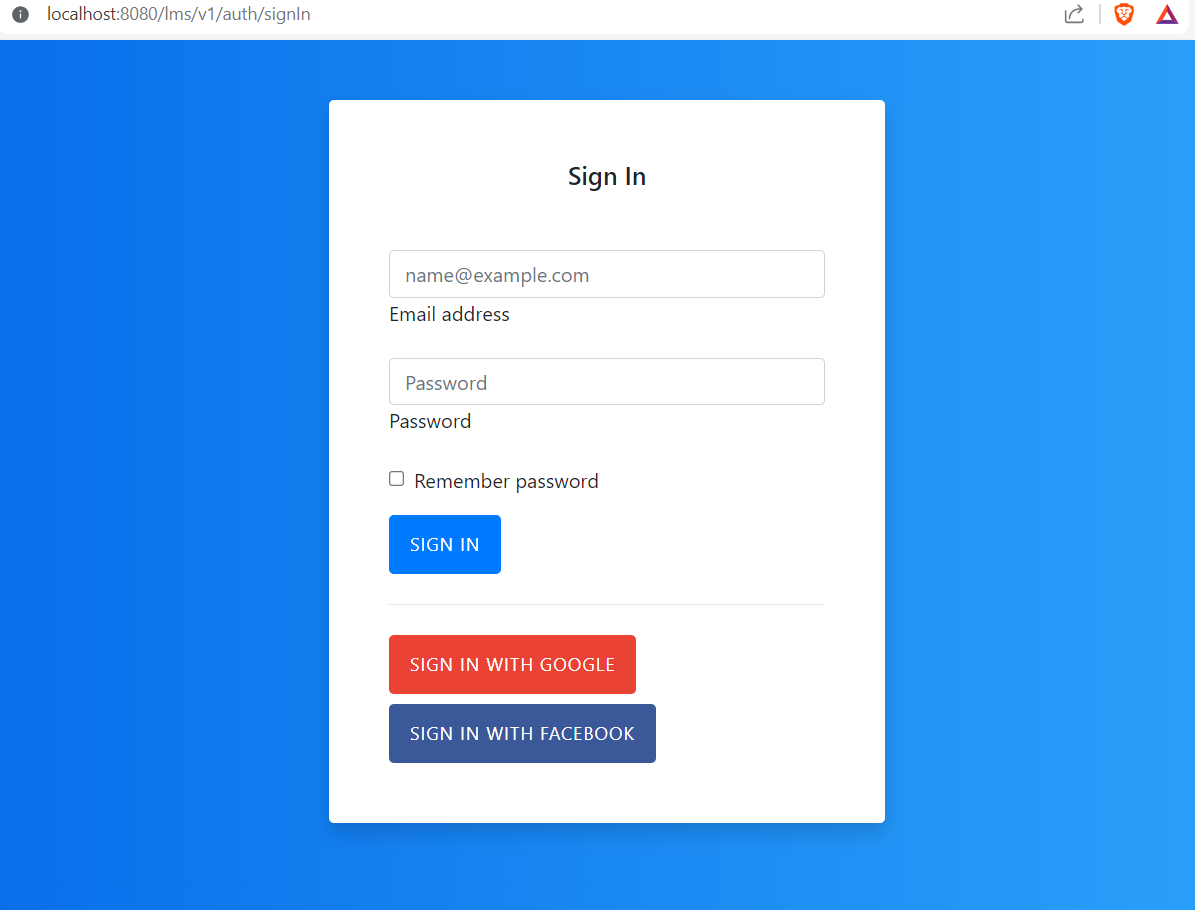 localhost:8080/lms/v1/auth/signIn
Sign In
name@example.com
Email address
Password
Password
Remember password
SIGN IN
SIGN IN WITH GOOGLE
SIGN IN WITH FACEBOOK